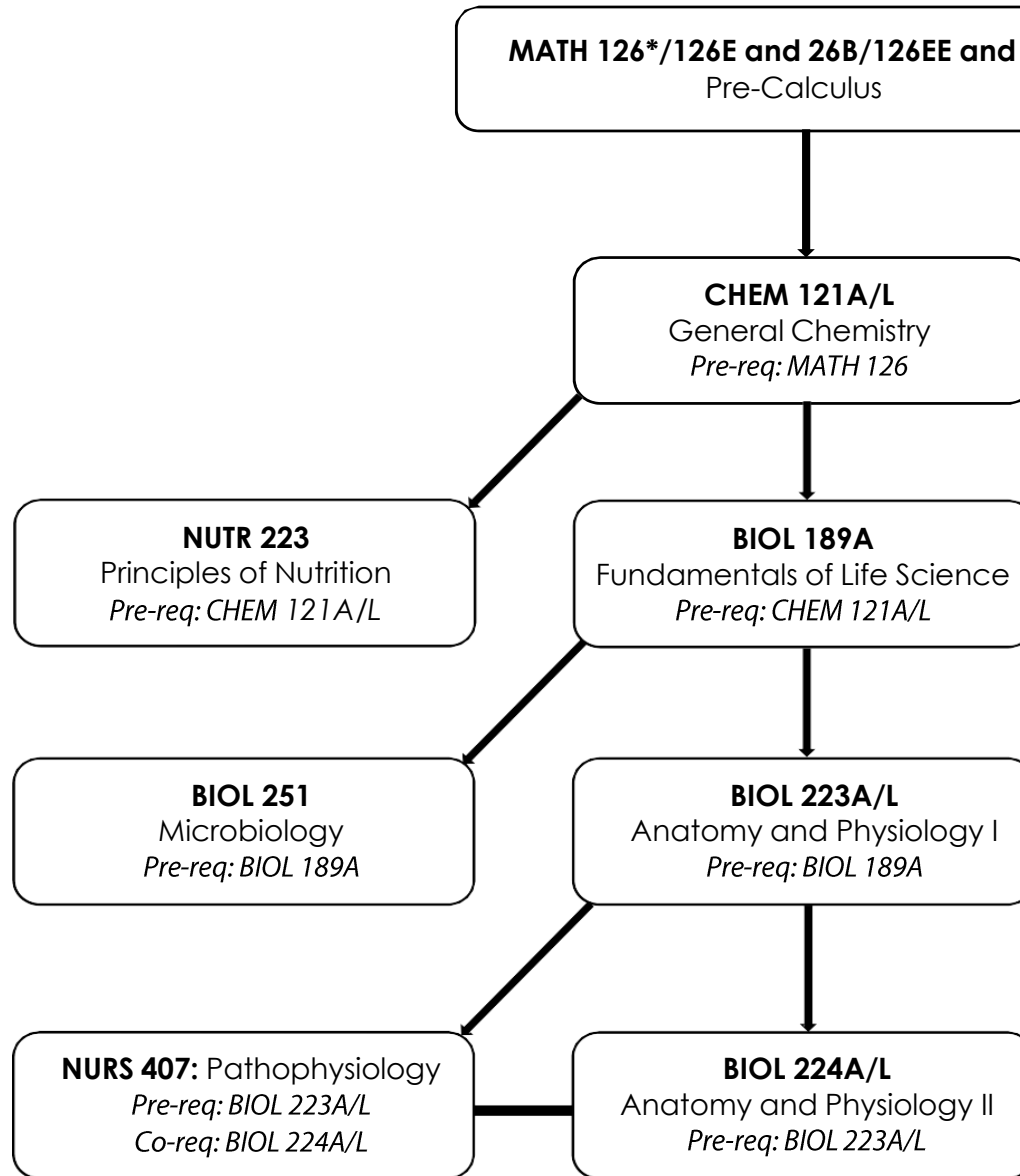 MATH 126*/126E and 26B/126EE and
Pre-Calculus
CHEM 121A/L
General Chemistry
Pre-req: MATH 126
NUTR 223
Principles of Nutrition
Pre-req: CHEM 121A/L
BIOL 189A
Fundamentals of Life Science
Pre-req: CHEM 121A/L
BIOL 251
Microbiology
Pre-req: BIOL 189A
BIOL 223A/L
Anatomy and Physiology I
Pre-req: BIOL 189A
NURS 407: Pathophysiology
Pre-req: BIOL 223A/L
Co-req: BIOL 224A/L
BIOL 224A/L
Anatomy and Physiology II
Pre-req: BIOL 223A/L